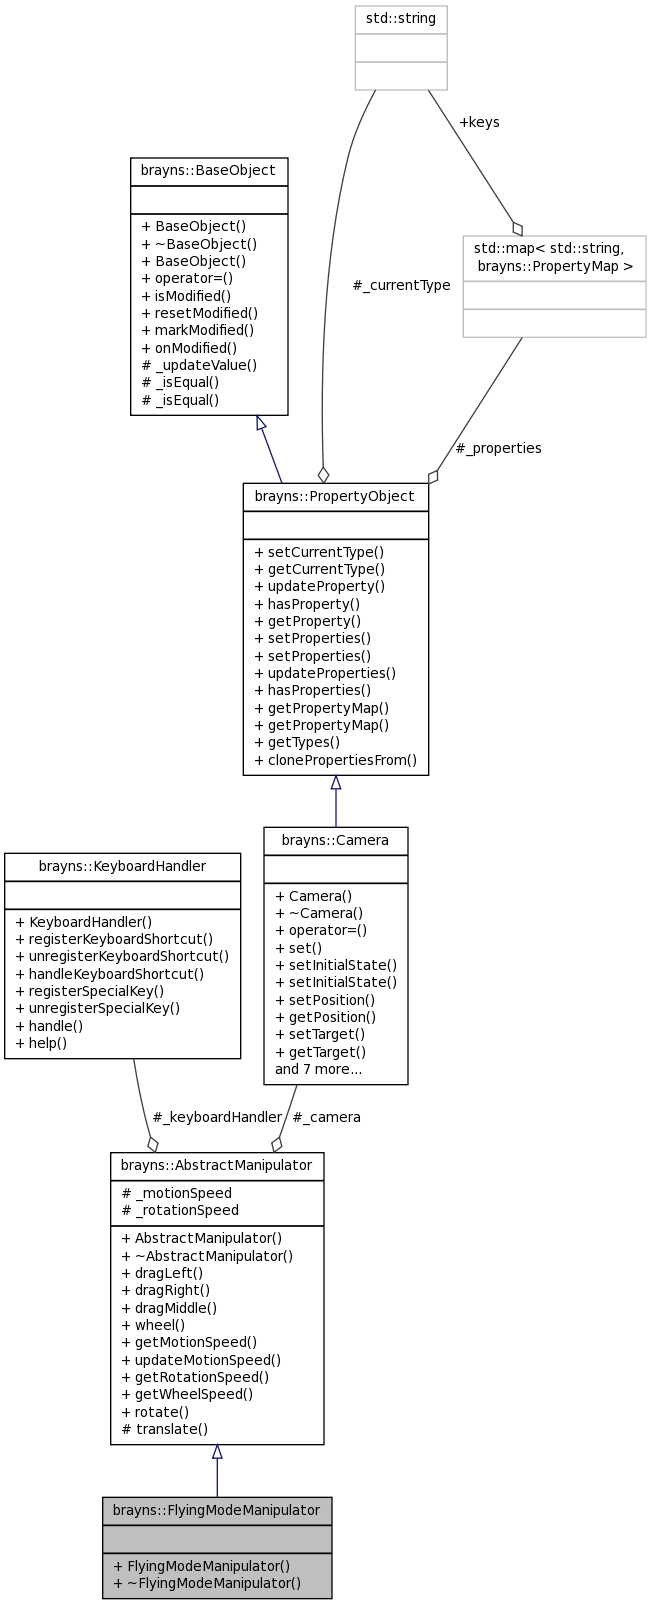 std::string
+keys
brayns::BaseObject
+ BaseObject()
+ ~BaseObject()
+ BaseObject()
+ operator=()
+ isModified()
+ resetModified()
+ markModified()
+ onModified()
# _updateValue()
# _isEqual()
# _isEqual()
std::map< std::string,
brayns::PropertyMap >
#_currentType
#_properties
brayns::PropertyObject
+ setCurrentType()
+ getCurrentType()
+ updateProperty()
+ hasProperty()
+ getProperty()
+ setProperties()
+ setProperties()
+ updateProperties()
+ hasProperties()
+ getPropertyMap()
+ getPropertyMap()
+ getTypes()
+ clonePropertiesFrom()
brayns::KeyboardHandler
+ KeyboardHandler()
+ registerKeyboardShortcut()
+ unregisterKeyboardShortcut()
+ handleKeyboardShortcut()
+ registerSpecialKey()
+ unregisterSpecialKey()
+ handle()
+ help()
brayns::Camera
+ Camera()
+ ~Camera()
+ operator=()
+ set()
+ setInitialState()
+ setInitialState()
+ setPosition()
+ getPosition()
+ setTarget()
+ getTarget()
and 7 more...
#_keyboardHandler
#_camera
brayns::AbstractManipulator
# _motionSpeed
# _rotationSpeed
+ AbstractManipulator()
+ ~AbstractManipulator()
+ dragLeft()
+ dragRight()
+ dragMiddle()
+ wheel()
+ getMotionSpeed()
+ updateMotionSpeed()
+ getRotationSpeed()
+ getWheelSpeed()
+ rotate()
# translate()
brayns::FlyingModeManipulator
+ FlyingModeManipulator()
+ ~FlyingModeManipulator()